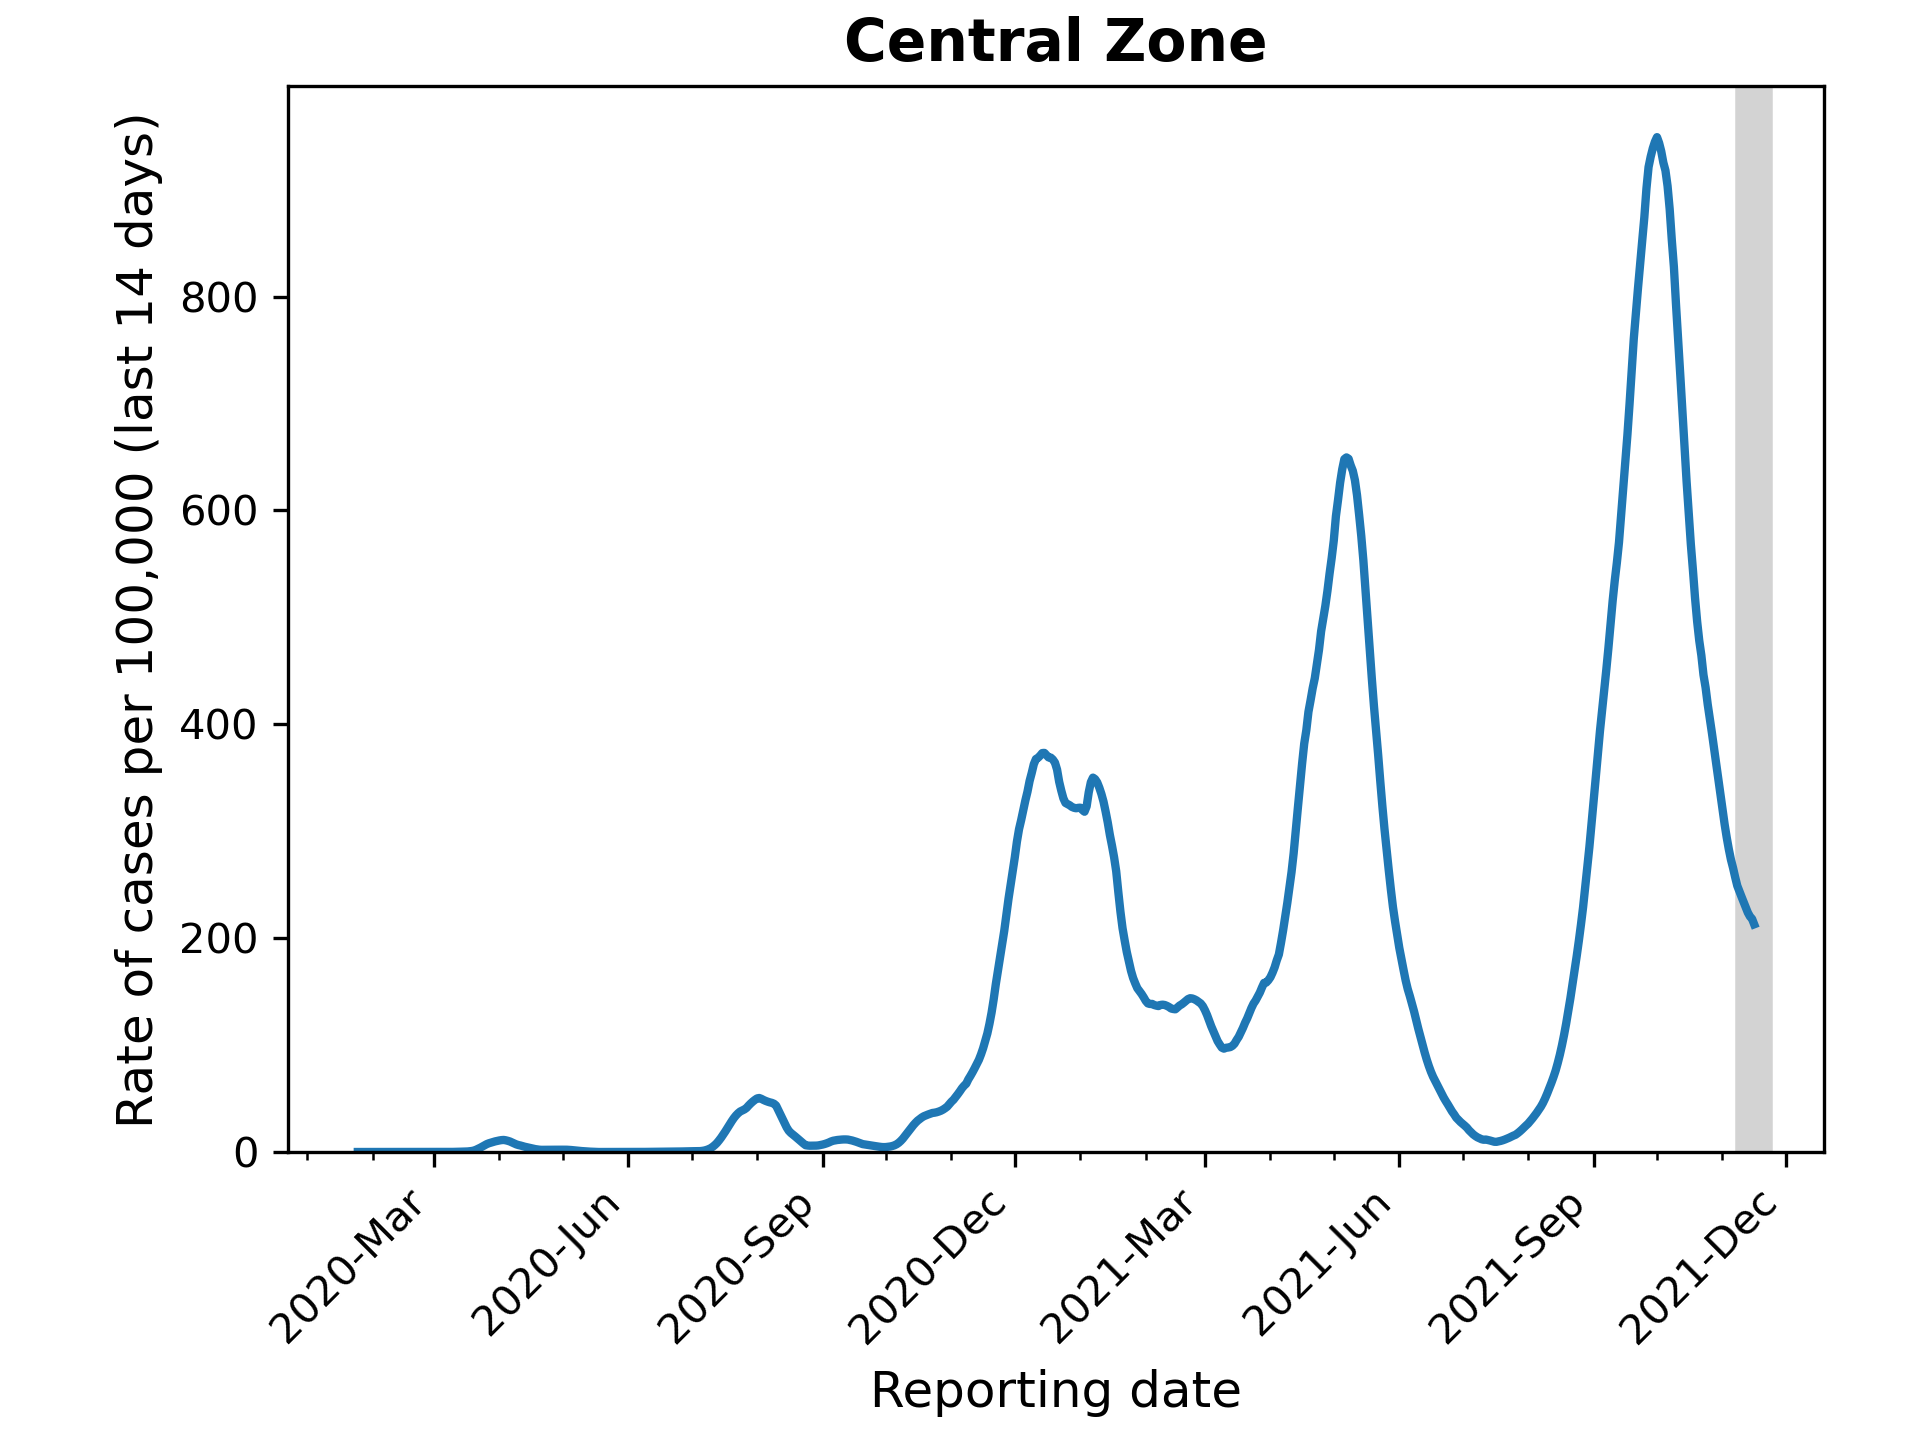 Central Zone
Rate of cases per 100,000 (last 14 days)
800
600
400
200
0
2020-Mar
2020-Jun
2020-Sep
2020-Dec
2021-Mar
2021-Jun
2021-Sep
2021-Dec
Reporting date